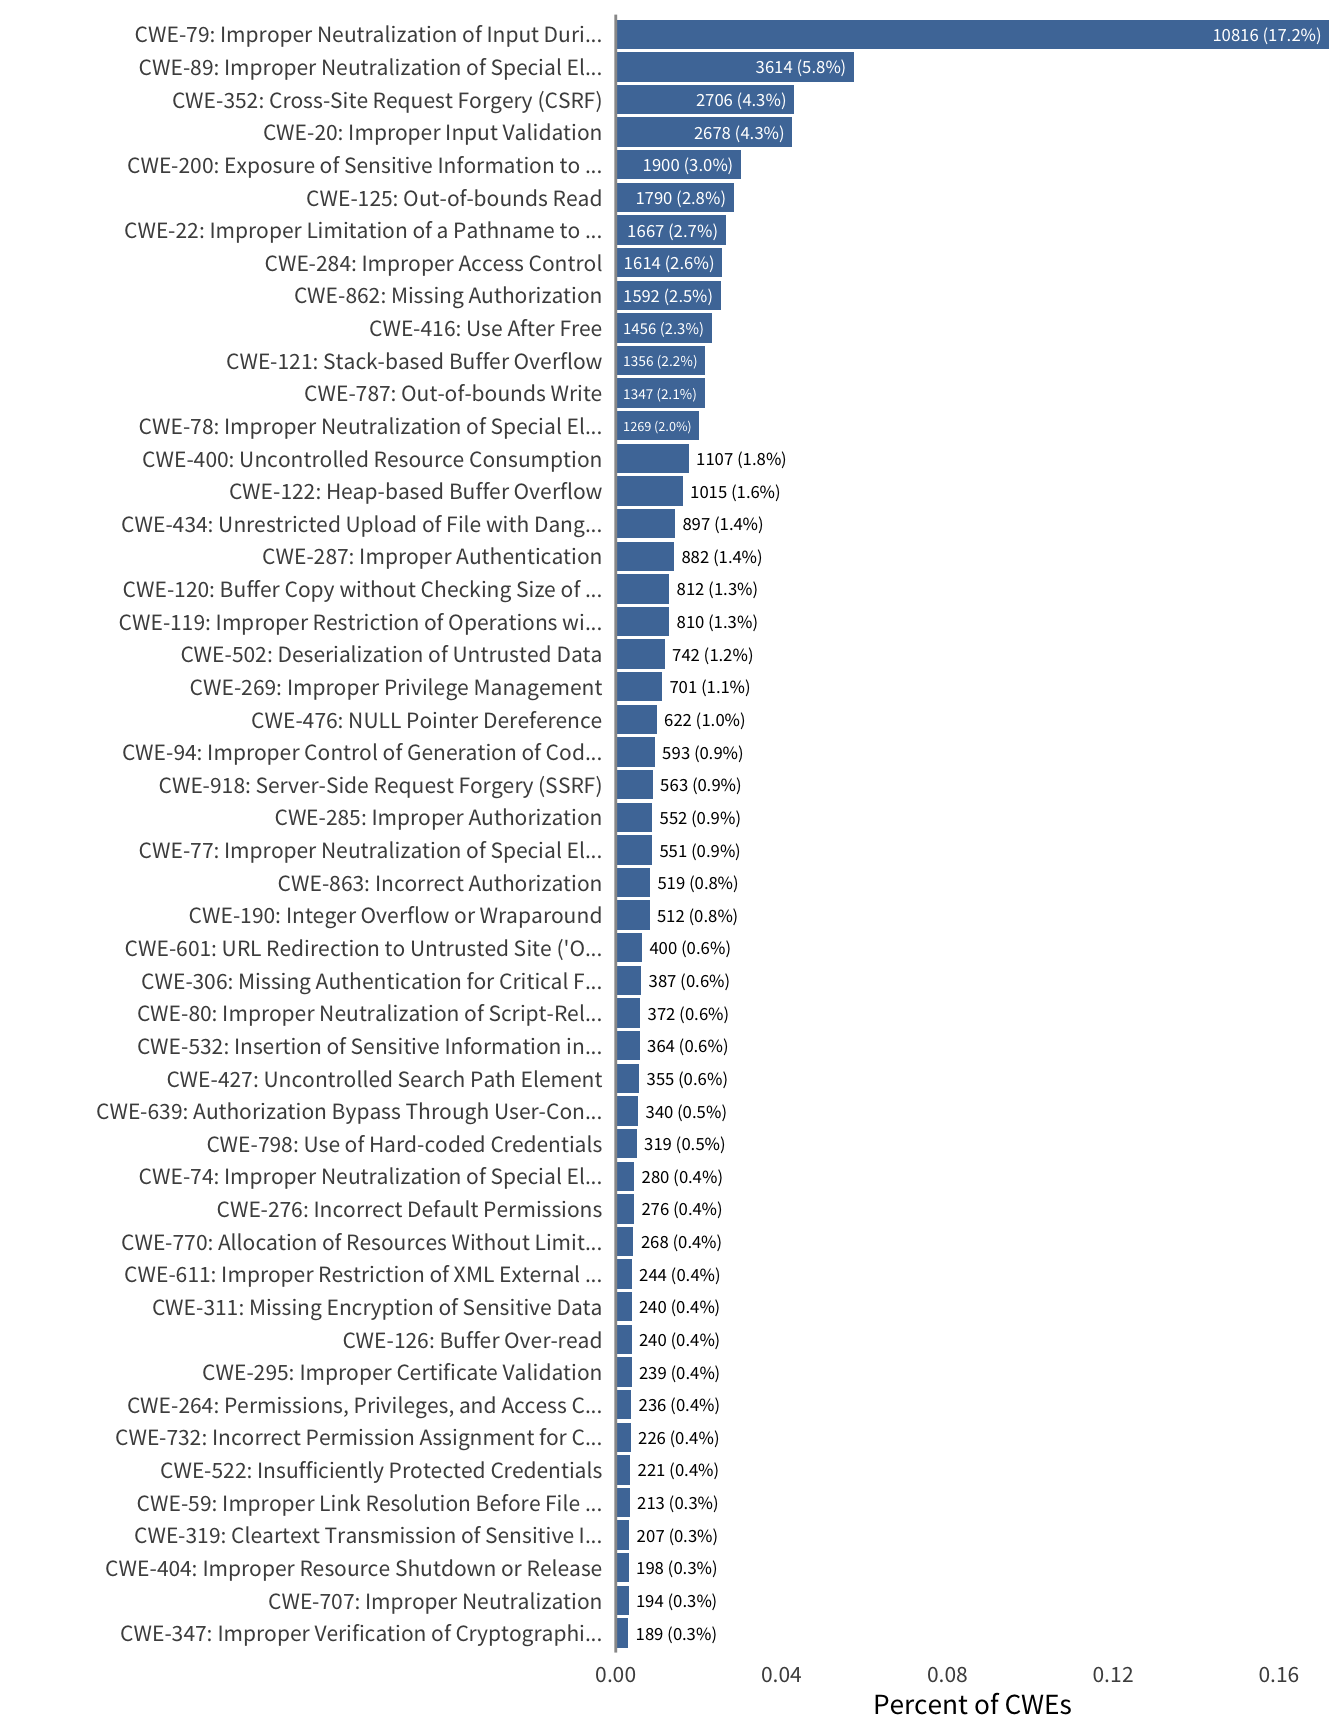 CWE-79: Improper Neutralization of Input Duri... 10816 (17.2%)
CWE-89: Improper Neutralization of Special El... 3614 (5.8%)
CWE-352: Cross-Site Request Forgery (CSRF) 2706 (4.3%)
CWE-20: Improper Input Validation 2678 (4.3%)
CWE-200: Exposure of Sensitive Information to ... 1900 (3.0%)
CWE-125: Out-of-bounds Read 1790 (2.8%)
CWE-22: Improper Limitation of a Pathname to ... 1667 (2.7%)
CWE-284: Improper Access Control 1614 (2.6%)
CWE-862: Missing Authorization 1592 (2.5%)
CWE-416: Use After Free 1456 (2.3%)
CWE-121: Stack-based Buffer Overflow 1356 (2.2%)
CWE-787: Out-of-bounds Write 1347 (2.1%)
CWE-78: Improper Neutralization of Special El... 1269 (2.0%)
CWE-400: Uncontrolled Resource Consumption 1107 (1.8%)
CWE-122: Heap-based Buffer Overflow 1015 (1.6%)
CWE-434: Unrestricted Upload of File with Dang... 897 (1.4%)
CWE-287: Improper Authentication 882 (1.4%)
CWE-120: Buffer Copy without Checking Size of ... 812 (1.3%)
CWE-119: Improper Restriction of Operations wi... 810 (1.3%)
CWE-502: Deserialization of Untrusted Data 742 (1.2%)
CWE-269: Improper Privilege Management 701 (1.1%)
CWE-476: NULL Pointer Dereference 622 (1.0%)
CWE-94: Improper Control of Generation of Cod... 593 (0.9%)
CWE-918: Server-Side Request Forgery (SSRF) 563 (0.9%)
CWE-285: Improper Authorization 552 (0.9%)
CWE-77: Improper Neutralization of Special El... 551 (0.9%)
CWE-863: Incorrect Authorization 519 (0.8%)
CWE-190: Integer Overflow or Wraparound 512 (0.8%)
CWE-601: URL Redirection to Untrusted Site ('O... 400 (0.6%)
CWE-306: Missing Authentication for Critical F... 387 (0.6%)
CWE-80: Improper Neutralization of Script-Rel... 372 (0.6%)
CWE-532: Insertion of Sensitive Information in... 364 (0.6%)
CWE-427: Uncontrolled Search Path Element 355 (0.6%)
CWE-639: Authorization Bypass Through User-Con... 340 (0.5%)
CWE-798: Use of Hard-coded Credentials 319 (0.5%)
CWE-74: Improper Neutralization of Special El... 280 (0.4%)
CWE-276: Incorrect Default Permissions 276 (0.4%)
CWE-770: Allocation of Resources Without Limit... 268 (0.4%)
CWE-611: Improper Restriction of XML External ... 244 (0.4%)
CWE-311: Missing Encryption of Sensitive Data 240 (0.4%)
CWE-126: Buffer Over-read 240 (0.4%)
CWE-295: Improper Certificate Validation 239 (0.4%)
CWE-264: Permissions, Privileges, and Access C... 236 (0.4%)
CWE-732: Incorrect Permission Assignment for C... 226 (0.4%)
CWE-522: Insufficiently Protected Credentials 221 (0.4%)
CWE-59: Improper Link Resolution Before File ... 213 (0.3%)
CWE-319: Cleartext Transmission of Sensitive I... 207 (0.3%)
CWE-404: Improper Resource Shutdown or Release 198 (0.3%)
CWE-707: Improper Neutralization 194 (0.3%)
CWE-347: Improper Verification of Cryptographi... 189 (0.3%)
0.00 0.04 0.08 0.12 0.16
Percent of CWEs